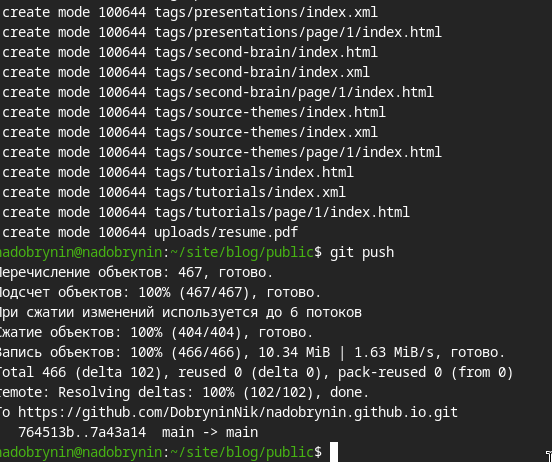 create mode 100644 tags/presentations/index.xml
create mode 100644 tags/presentations/page/1/index.html
create mode 100644 tags/second-brain/index.html
create mode 100644 tags/second-brain/index.xml
create mode 100644 tags/second-brain/page/1/index.html
create mode 100644 tags/source-themes/index.html
create mode 100644 tags/source-themes/index.xml
create mode 100644 tags/source-themes/page/1/index.html
create mode 100644 tags/tutorials/index.html
create mode 100644 tags/tutorials/index.xml
create mode 100644 tags/tutorials/page/1/index.html
create mode 100644 uploads/resume.pdf
nadobrynin@nadobrynin:~/site/blog/public$ git push
Перечисление объектов: 467, готово.
Подсчет объектов: 100% (467/467), готово.
При сжатии изменений используется до 6 потоков
Сжатие объектов: 100% (404/404), готово.
Запись объектов: 100% (466/466), 10.34 MiB | 1.63 MiB/s, готово.
Total 466 (delta 102), reused 0 (delta 0), pack-reused 0 (from 0)
remote: Resolving deltas: 100% (102/102), done.
To https://github.com/DobryninNik/nadobrynin.github.io.git
764513b..7a43a14 main -> main
nadobrynin@nadobrynin:~/site/blog/public$